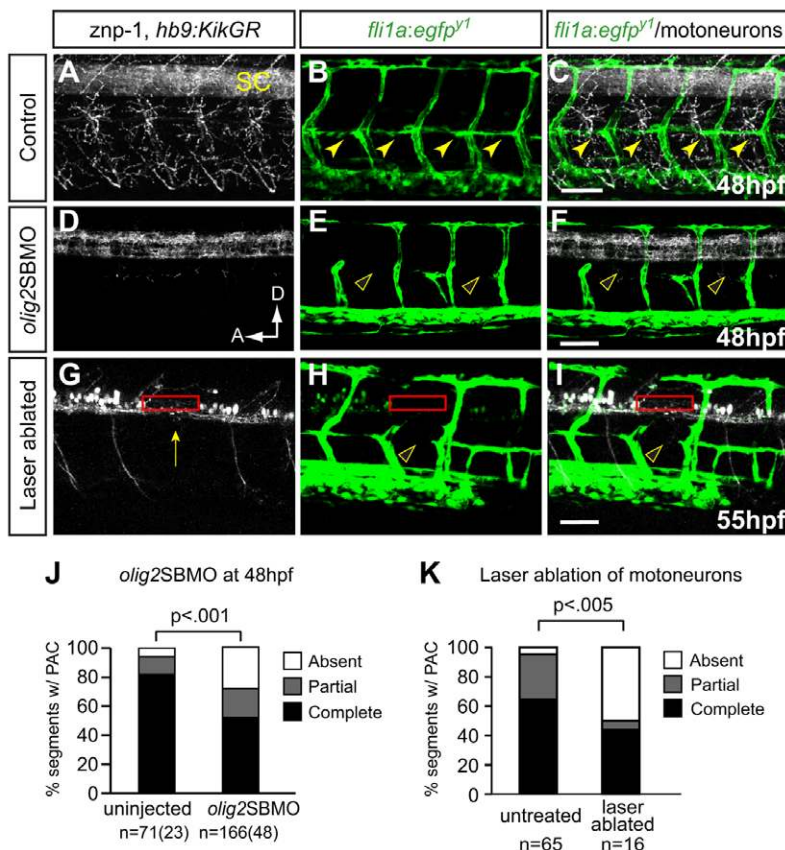 znp-1, hb9:KikGR
fli1a:egfpy1
fli1a:egfpy1/motoneurons
Control
A
SC
B
C
48hpf
olig2SBMO
D
D
A
E
F
48hpf
Laser ablated
G
H
I
55hpf
J
olig2SBMO at 48hpf
p<.001
% segments w/ PAC
100
80
60
40
20
0
Absent
Partial
Complete
uninjected
olig2SBMO
n=71(23)
n=166(48)
K
Laser ablation of motoneurons
p<.005
% segments w/ PAC
100
80
60
40
20
0
Absent
Partial
Complete
untreated
laser
ablated
n=65
n=16